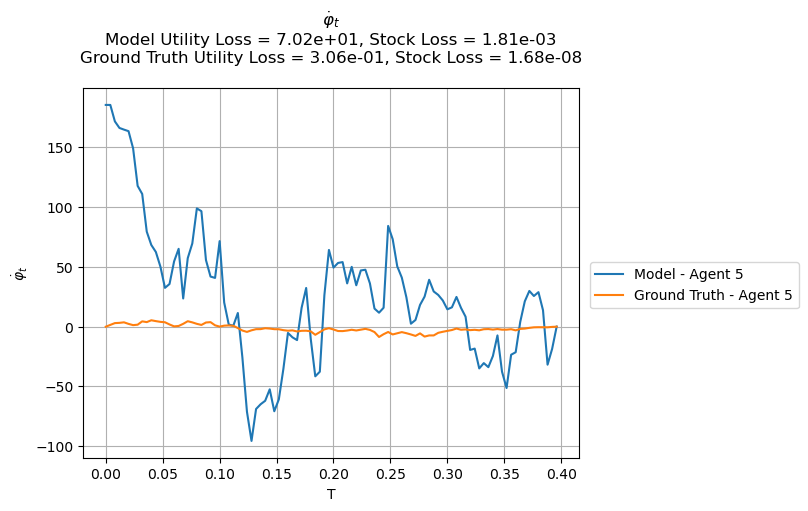 φ̇ₜ
Model Utility Loss = 7.02e+01, Stock Loss = 1.81e-03
Ground Truth Utility Loss = 3.06e-01, Stock Loss = 1.68e-08
φ̇ₜ
150
100
50
0
−50
−100
0.00 0.05 0.10 0.15 0.20 0.25 0.30 0.35 0.40
T
Model - Agent 5
Ground Truth - Agent 5